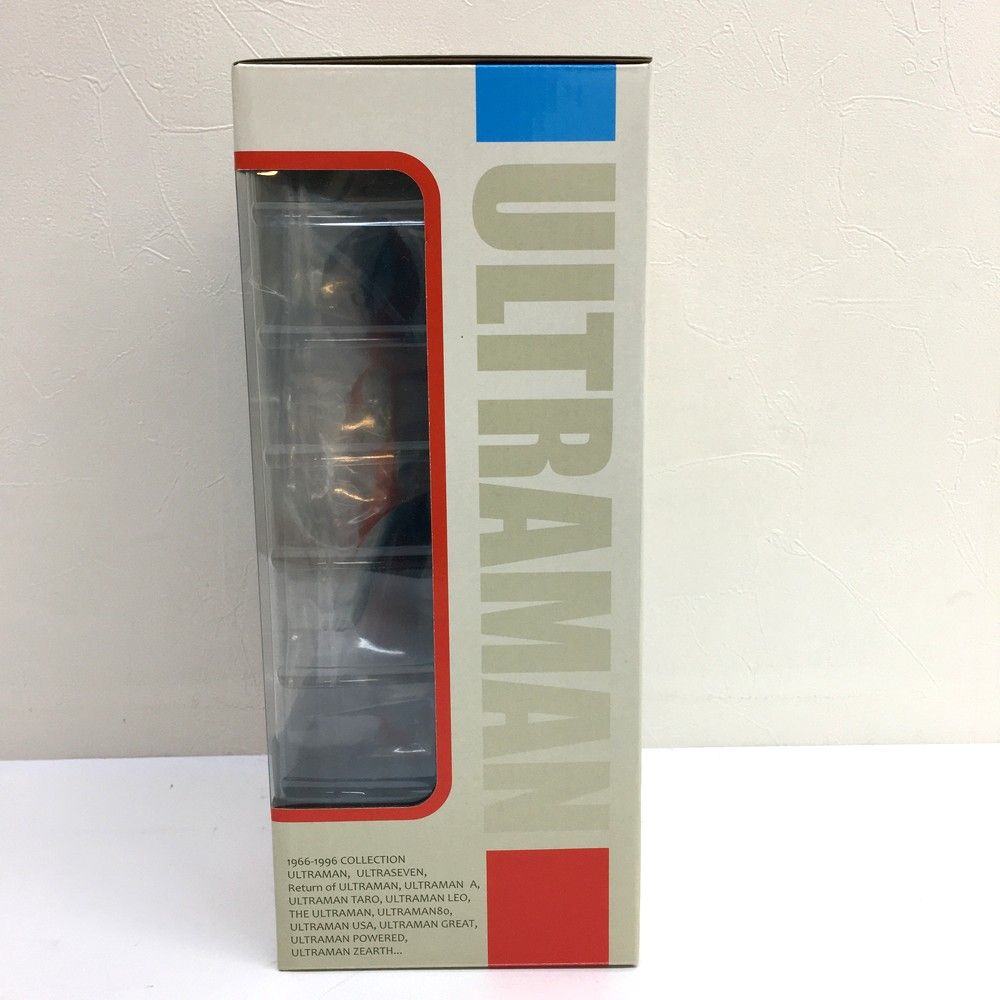 ULTRAMAN
1966-1996 COLLECTION
ULTRAMAN, ULTRASEVEN,
Return of ULTRAMAN, ULTRAMAN A,
ULTRAMAN TARO, ULTRAMAN LEO,
THE ULTRAMAN, ULTRAMAN80,
ULTRAMAN USA, ULTRAMAN GREAT,
ULTRAMAN POWERED,
ULTRAMAN ZEARTH...